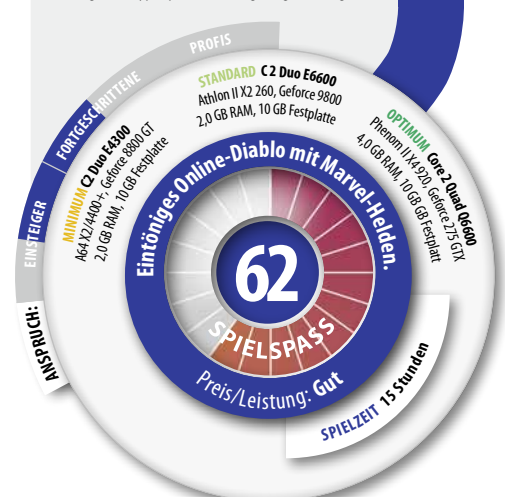 PROFIS
FORTGESCHRITTENE
EINSTEIGER
ANSPRUCH:
MINIMUM C2 Duo E4300
A64 X2/4400+, Geforce 8800 GT
2,0 GB RAM, 10 GB Festplatte
STANDARD C 2 Duo E6600
Athlon II X2 260, Geforce 9800
2,0 GB RAM, 10 GB Festplatte
OPTIMUM Core 2 Quad Q6600
Phenom II X4 920, Geforce 275 GTX
4,0 GB RAM, 10 GB GB Festplatt
Eintöniges Online-Diablo mit Marvel-Helden.
62
SPIELSPASS
Preis/Leistung: Gut
SPIELZEIT 15 Stunden